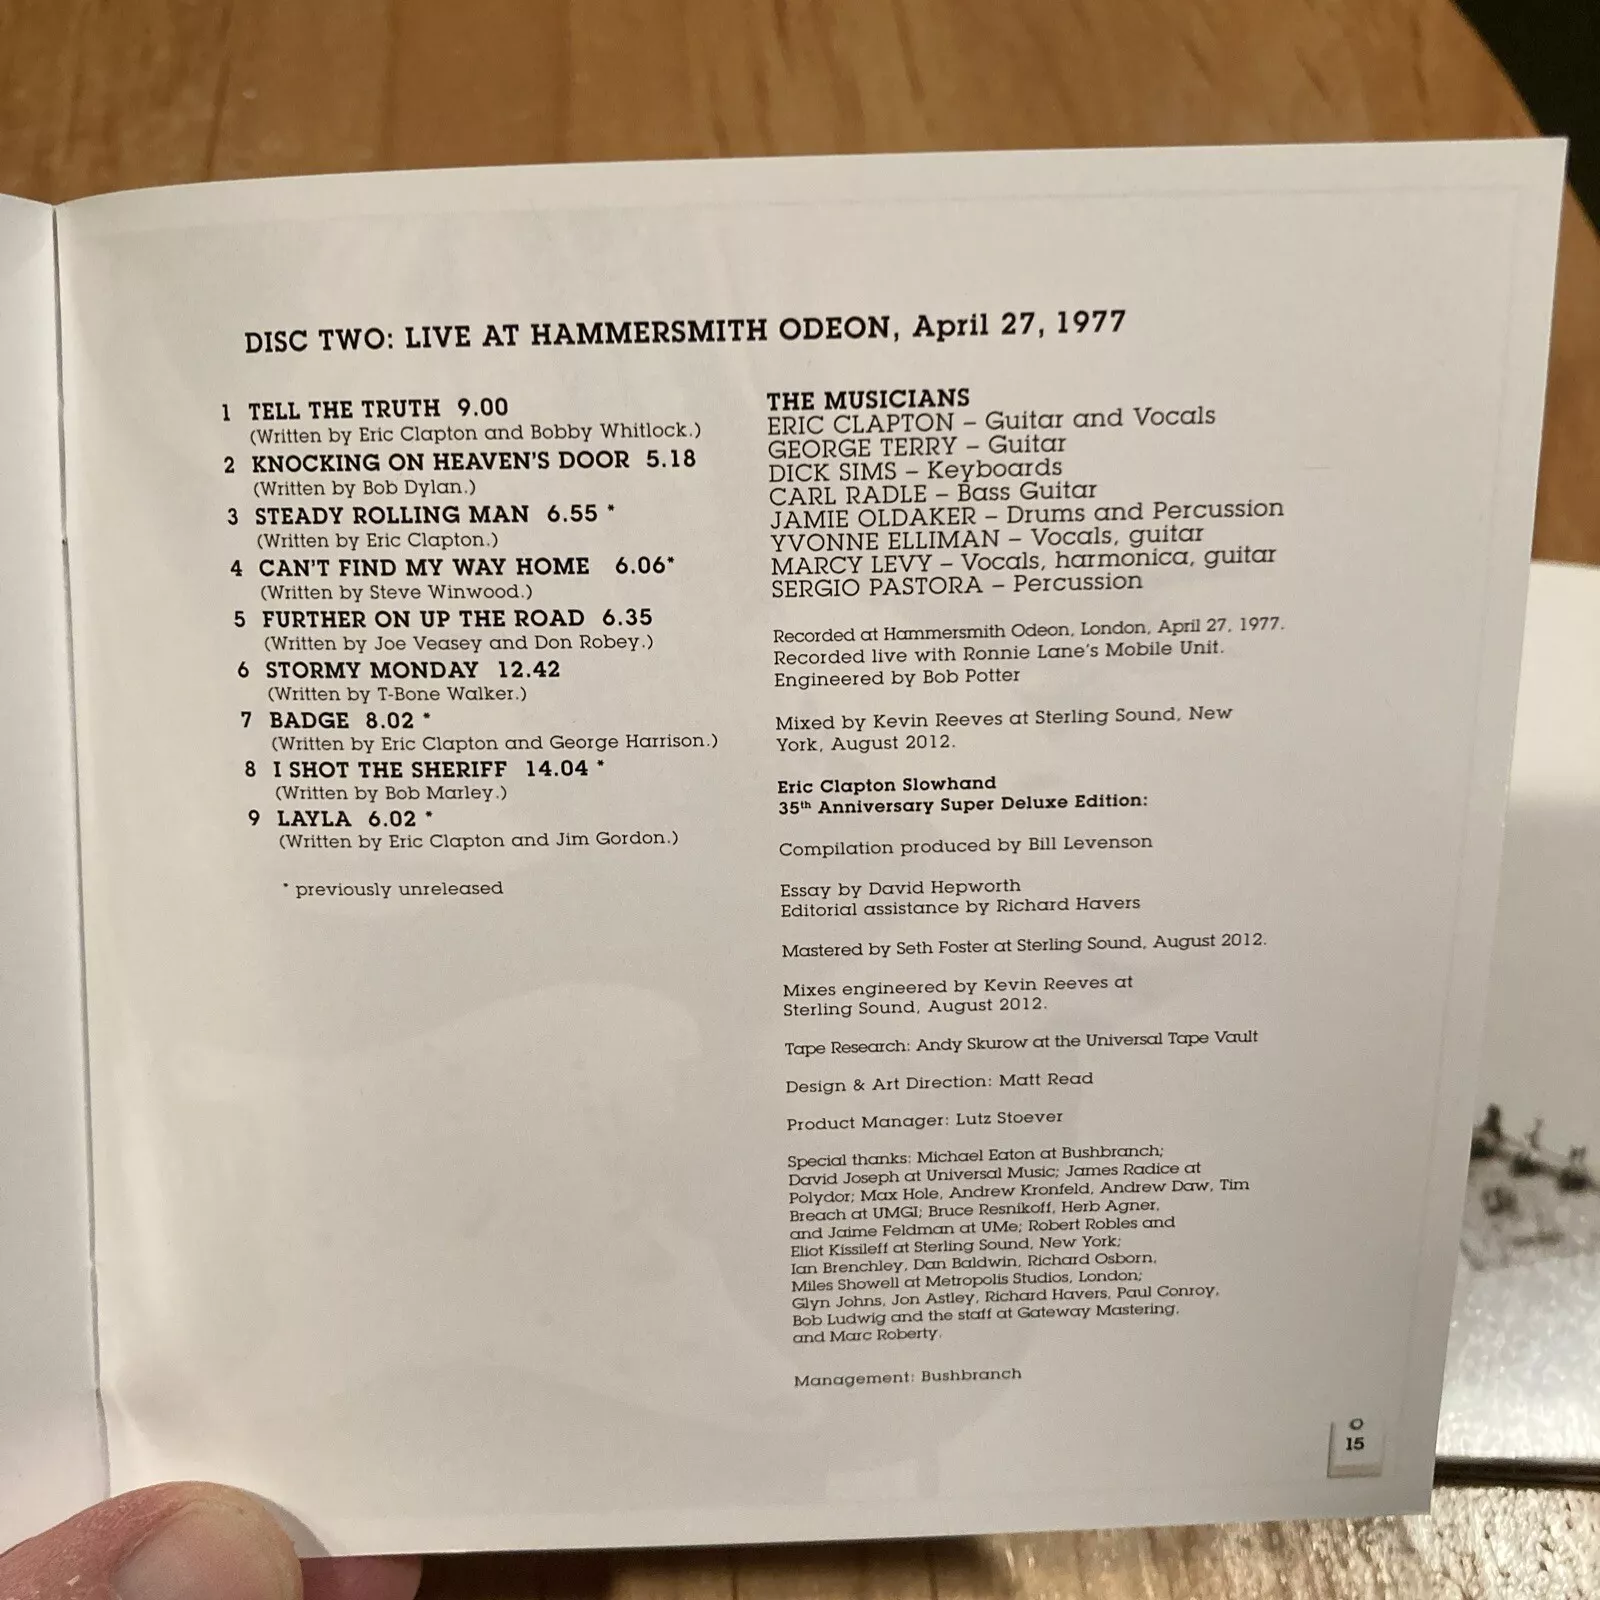 DISC TWO: LIVE AT HAMMERSMITH ODEON, April 27, 1977
1 TELL THE TRUTH 9.00
(Written by Eric Clapton and Bobby Whitlock.)
2 KNOCKING ON HEAVEN'S DOOR 5.18
(Written by Bob Dylan.)
3 STEADY ROLLING MAN 6.55 *
(Written by Eric Clapton.)
4 CAN'T FIND MY WAY HOME 6.06*
(Written by Steve Winwood.)
5 FURTHER ON UP THE ROAD 6.35
(Written by Joe Veasey and Don Robey.)
6 STORMY MONDAY 12.42
(Written by T-Bone Walker.)
7 BADGE 8.02 *
(Written by Eric Clapton and George Harrison.)
8 I SHOT THE SHERIFF 14.04 *
(Written by Bob Marley.)
9 LAYLA 6.02 *
(Written by Eric Clapton and Jim Gordon.)
* previously unreleased
THE MUSICIANS
ERIC CLAPTON – Guitar and Vocals
GEORGE TERRY – Guitar
DICK SIMS – Keyboards
CARL RADLE – Bass Guitar
JAMIE OLDAKER – Drums and Percussion
YVONNE ELLIMAN – Vocals, guitar
MARCY LEVY – Vocals, harmonica, guitar
SERGIO PASTORA – Percussion
Recorded at Hammersmith Odeon, London, April 27, 1977.
Recorded live with Ronnie Lane's Mobile Unit.
Engineered by Bob Potter
Mixed by Kevin Reeves at Sterling Sound, New
York, August 2012.
Eric Clapton Slowhand
35th Anniversary Super Deluxe Edition:
Compilation produced by Bill Levenson
Essay by David Hepworth
Editorial assistance by Richard Havers
Mastered by Seth Foster at Sterling Sound, August 2012.
Mixes engineered by Kevin Reeves at
Sterling Sound, August 2012.
Tape Research: Andy Skurow at the Universal Tape Vault
Design & Art Direction: Matt Read
Product Manager: Lutz Stoever
Special thanks: Michael Eaton at Bushbranch;
David Joseph at Universal Music; James Radice at
Polydor; Max Hole, Andrew Kronfeld, Andrew Daw, Tim
Breach at UMGI; Bruce Resnikoff, Herb Agner,
and Jaime Feldman at UMe; Robert Robles and
Eliot Kissileff at Sterling Sound, New York;
Ian Brenchley, Dan Baldwin, Richard Osborn,
Miles Showell at Metropolis Studios, London;
Glyn Johns, Jon Astley, Richard Havers, Paul Conroy,
Bob Ludwig and the staff at Gateway Mastering,
and Marc Roberty.
Management: Bushbranch
15